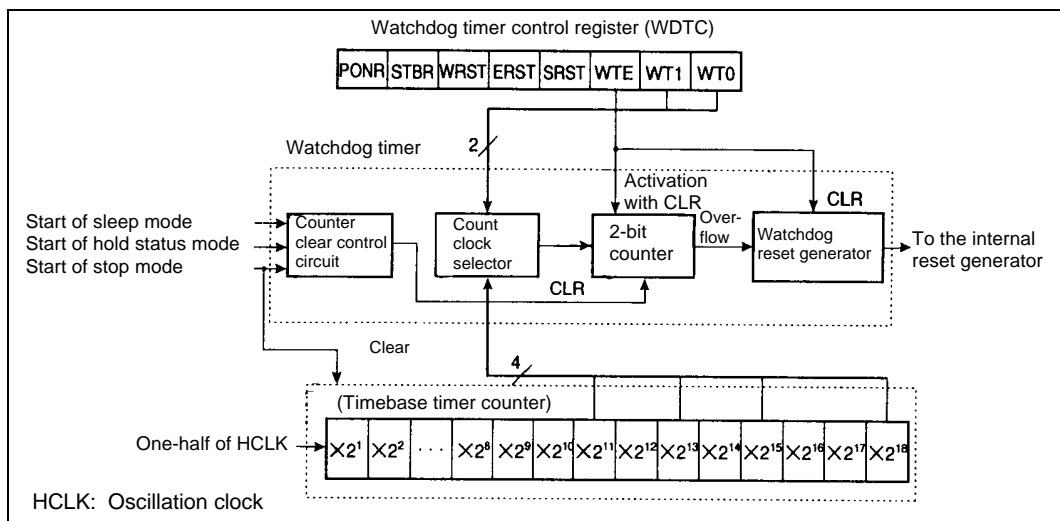 Watchdog timer control register (WDTC)
PONR STBR WRST ERST SRST WTE WT1 WT0
2
Watchdog timer
Activation
with CLR
CLR
Start of sleep mode
Start of hold status mode
Start of stop mode
Counter
clear control
circuit
Count
clock
selector
2-bit
counter
Over-
flow
Watchdog
reset generator
To the internal
reset generator
CLR
Clear
4
(Timebase timer counter)
One-half of HCLK
×2¹ ×2² ··· ×2⁸ ×2⁹ ×2¹⁰ ×2¹¹ ×2¹² ×2¹³ ×2¹⁴ ×2¹⁵ ×2¹⁶ ×2¹⁷ ×2¹⁸
HCLK: Oscillation clock